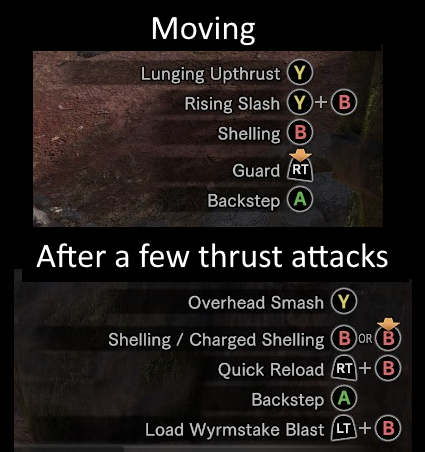 Moving
Lunging Upthrust Y
Rising Slash Y + B
Shelling B
Guard RT
Backstep A
After a few thrust attacks
Overhead Smash Y
Shelling / Charged Shelling B OR B
Quick Reload RT + B
Backstep A
Load Wyrmstake Blast LT + B